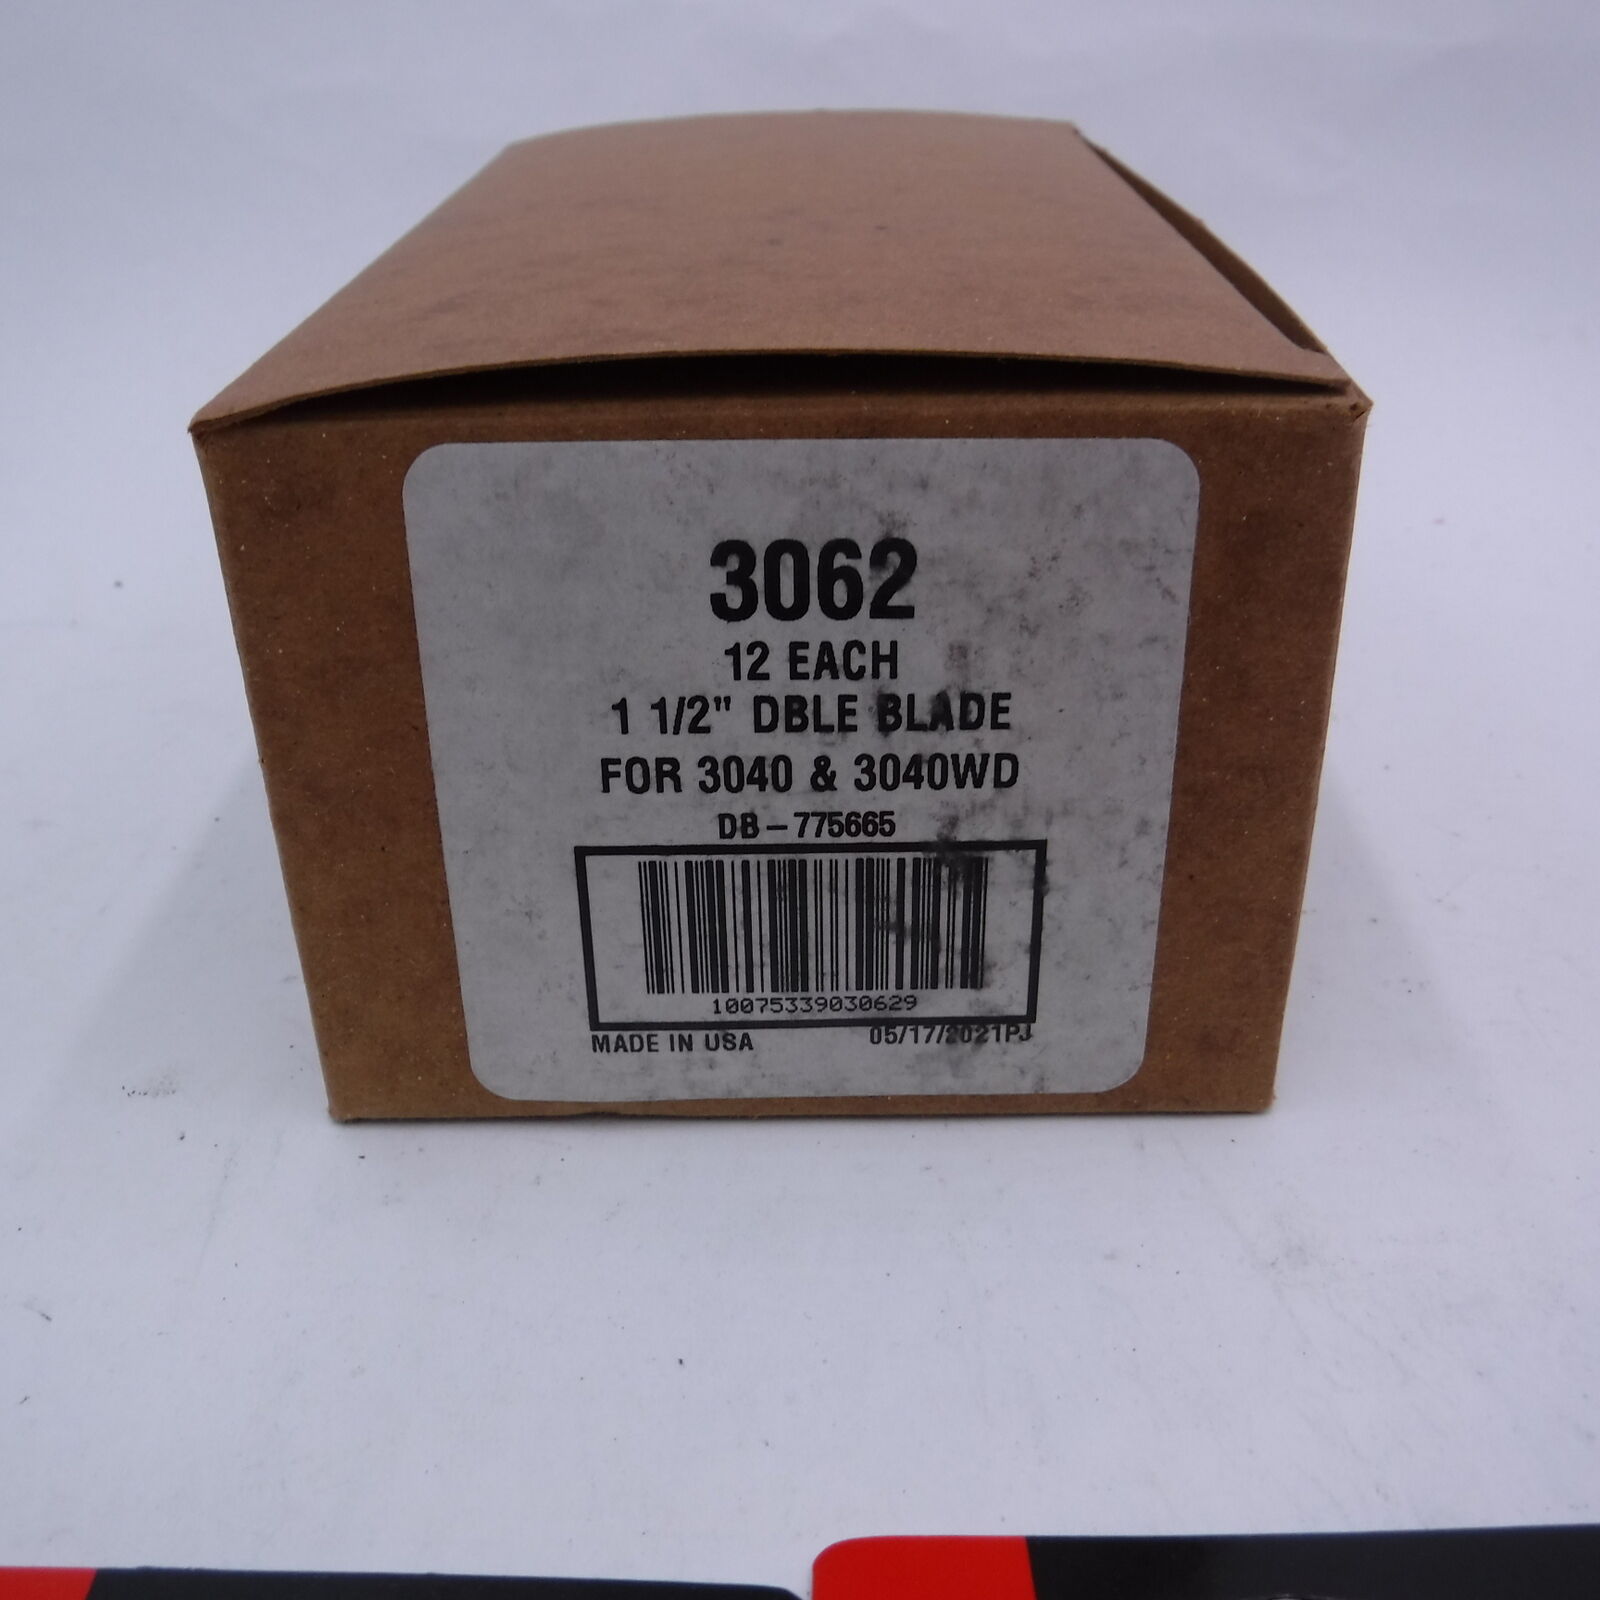 3062
12 EACH
1 1/2" DBLE BLADE
FOR 3040 & 3040WD
DB-775665
10075339030629
MADE IN USA 05/17/2021PJ